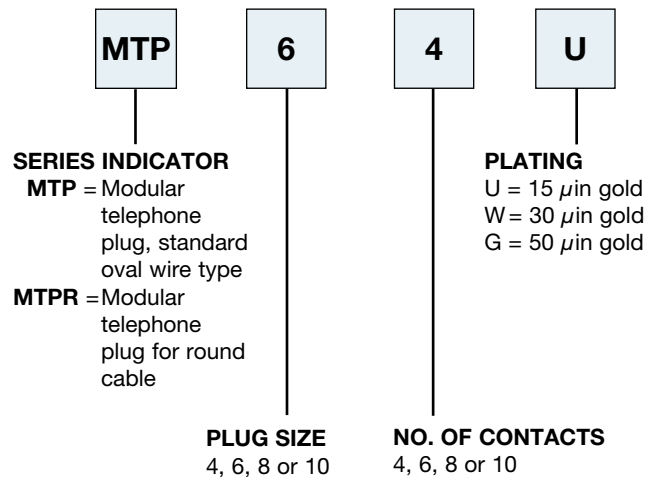 MTP 6 4 U
SERIES INDICATOR
MTP = Modular
telephone
plug, standard
oval wire type
MTPR = Modular
telephone
plug for round
cable
PLUG SIZE
4, 6, 8 or 10
NO. OF CONTACTS
4, 6, 8 or 10
PLATING
U = 15 µin gold
W = 30 µin gold
G = 50 µin gold